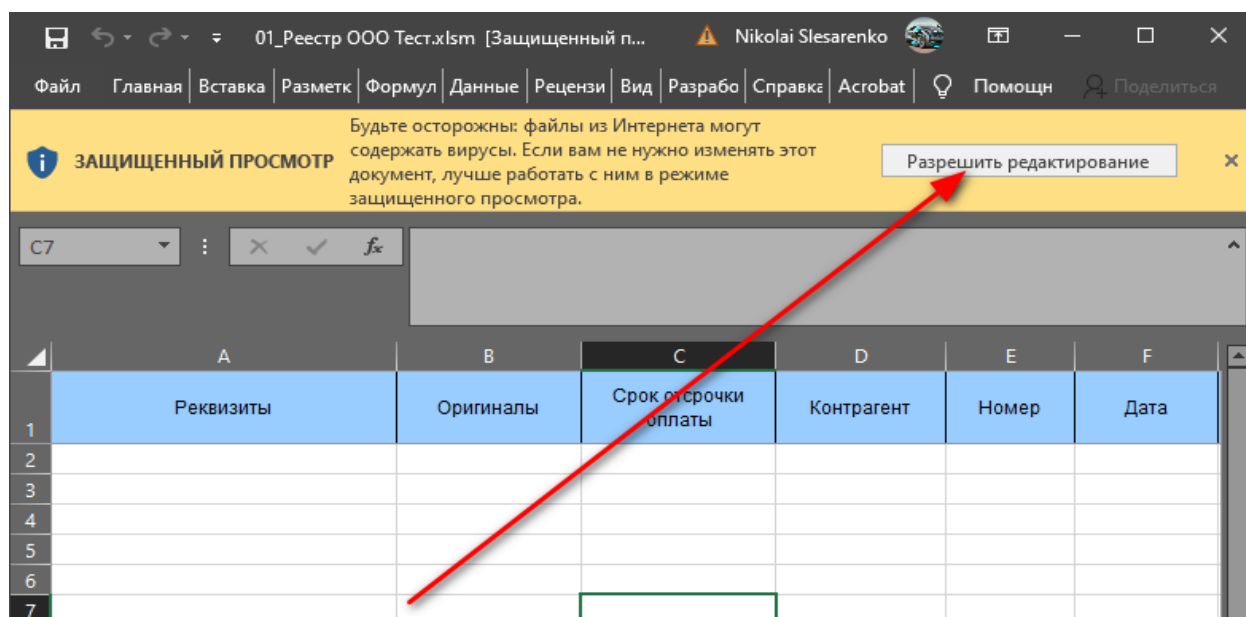 01_Реестр ООО Тест.xlsm [Защищенный п... Nikolai Slesarenko
Файл Главная Вставка Разметк Формул Данные Рецензи Вид Разрабо Справка Acrobat Помощн Поделиться
ЗАЩИЩЕННЫЙ ПРОСМОТР
Будьте осторожны: файлы из Интернета могут
содержать вирусы. Если вам не нужно изменять этот
документ, лучше работать с ним в режиме
защищенного просмотра.
Разрешить редактирование
C7 fx
A B C D E F
1 Реквизиты Оригиналы Срок отсрочки
оплаты Контрагент Номер Дата
2
3
4
5
6
7